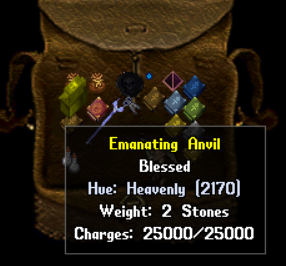 Emanating Anvil
Blessed
Hue: Heavenly (2170)
Weight: 2 Stones
Charges: 25000/25000